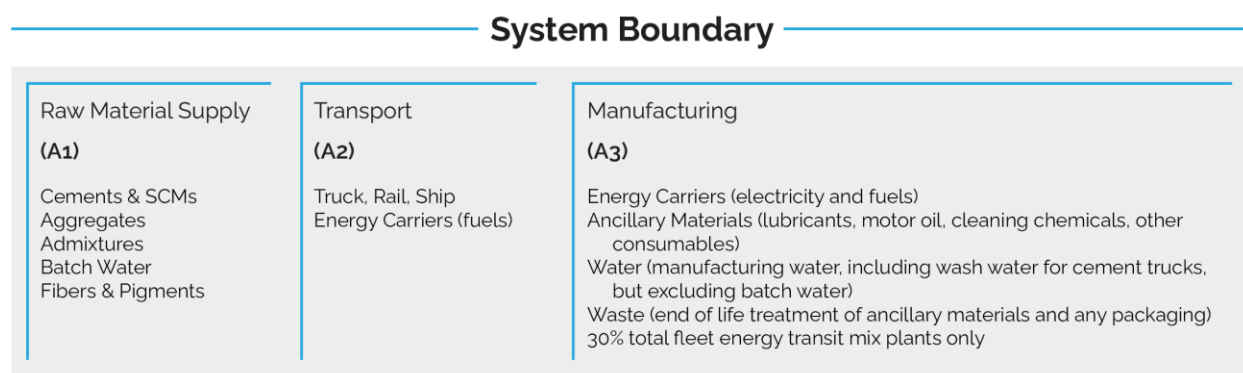 System Boundary
Raw Material Supply
(A1)
Cements & SCMs
Aggregates
Admixtures
Batch Water
Fibers & Pigments
Transport
(A2)
Truck, Rail, Ship
Energy Carriers (fuels)
Manufacturing
(A3)
Energy Carriers (electricity and fuels)
Ancillary Materials (lubricants, motor oil, cleaning chemicals, other
consumables)
Water (manufacturing water, including wash water for cement trucks,
but excluding batch water)
Waste (end of life treatment of ancillary materials and any packaging)
30% total fleet energy transit mix plants only